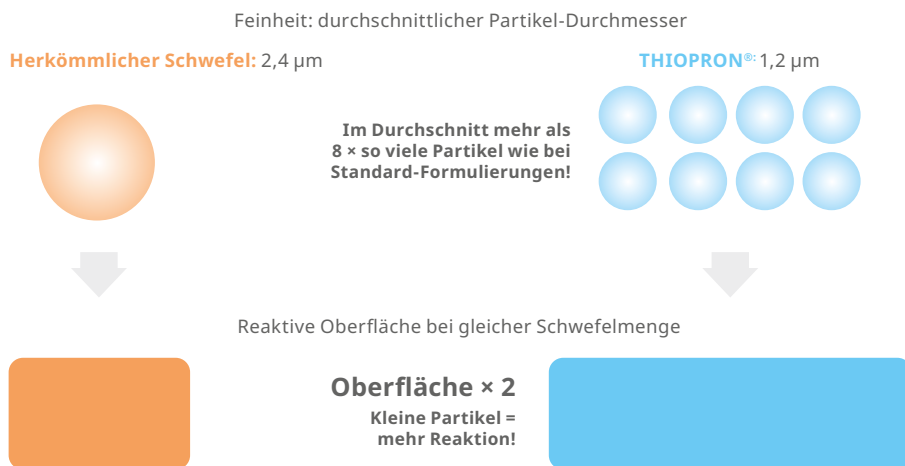 Feinheit: durchschnittlicher Partikel-Durchmesser
Herkömmlicher Schwefel: 2,4 µm
THIOPRON®: 1,2 µm
Im Durchschnitt mehr als
8 × so viele Partikel wie bei
Standard-Formulierungen!
Reaktive Oberfläche bei gleicher Schwefelmenge
Oberfläche × 2
Kleine Partikel =
mehr Reaktion!